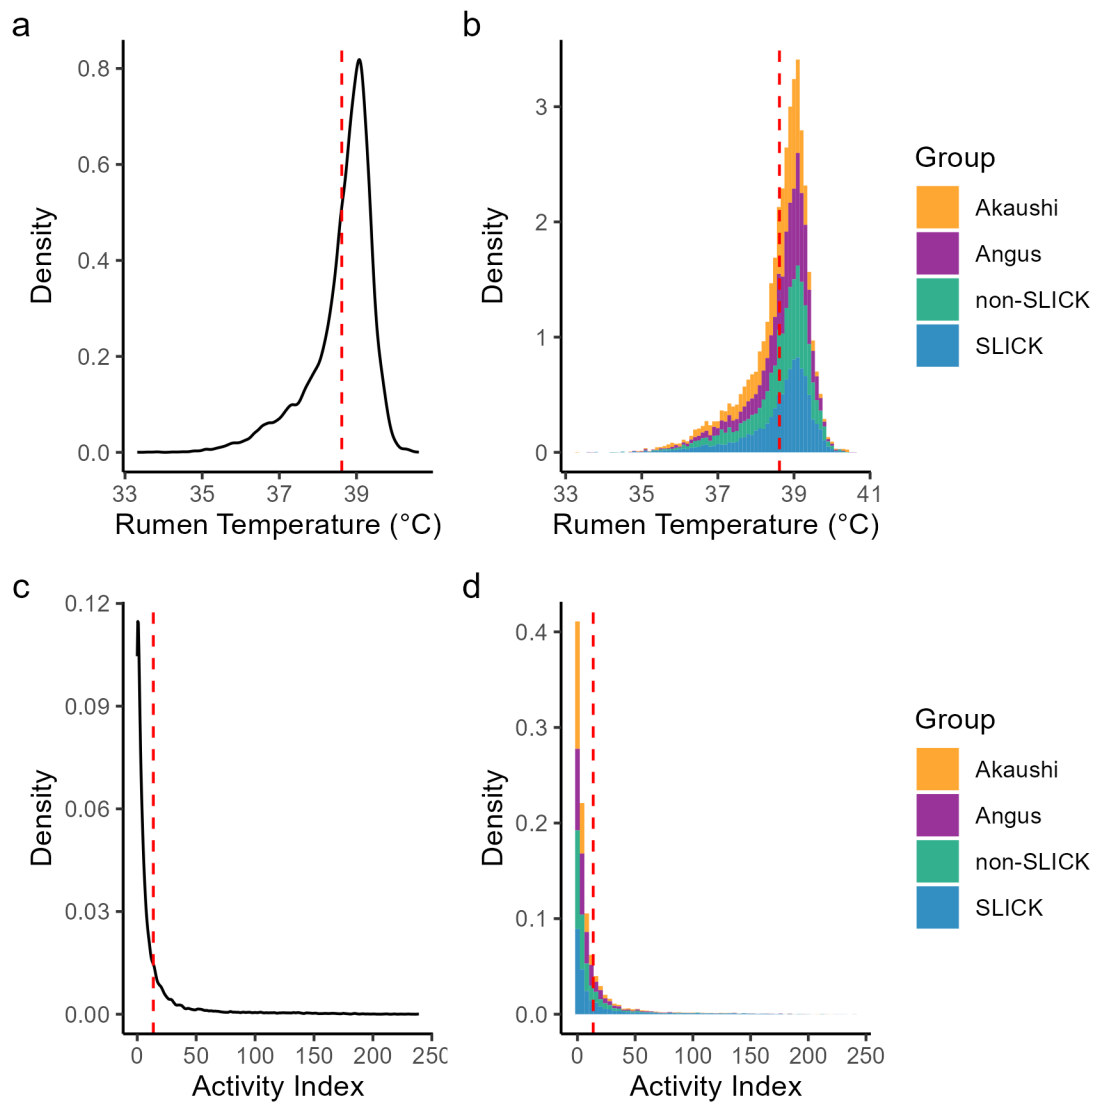 a
0.8
0.6
0.4
0.2
0.0
Density
33 35 37 39
Rumen Temperature (°C)
b
3
2
1
0
Density
33 35 37 39 41
Rumen Temperature (°C)
Group
Akaushi
Angus
non-SLICK
SLICK
c
0.12
0.09
0.06
0.03
0.00
Density
0 50 100 150 200 250
Activity Index
d
0.4
0.3
0.2
0.1
0.0
Density
0 50 100 150 200 250
Activity Index
Group
Akaushi
Angus
non-SLICK
SLICK